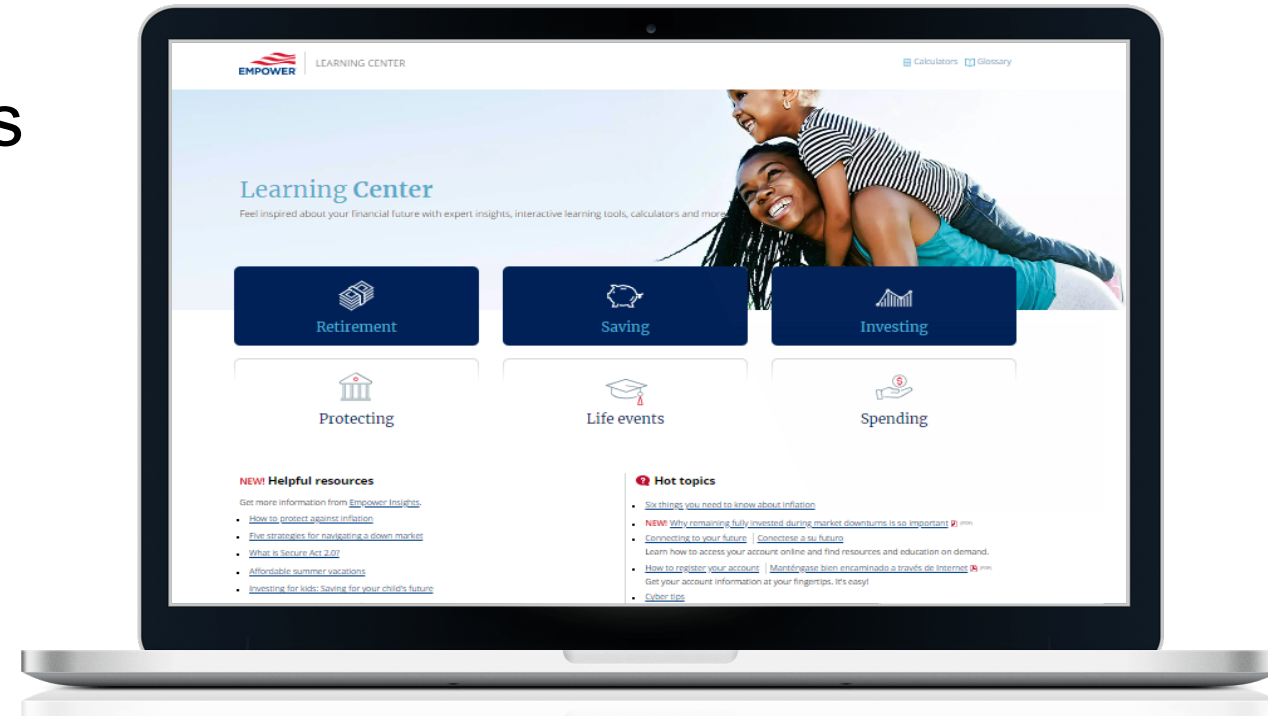 s
EMPOWER
LEARNING CENTER
Calculators
Glossary
Learning Center
Feel inspired about your financial future with expert insights, interactive learning tools, calculators and more.
Retirement
Saving
Investing
Protecting
Life events
Spending
NEW! Helpful resources
Get more information from Empower Insights.
• How to protect against inflation
• Five strategies for navigating a down market
• What is Secure Act 2.0?
• Affordable summer vacations
• Investing for kids: Saving for your child's future
Hot topics
• Six things you need to know about inflation
• NEW! Why remaining fully invested during market downturns is so important (PDF)
• Connecting to your future | Conectese a su futuro
Learn how to access your account online and find resources and education on demand.
• How to register your account | Manténgase bien encaminado a través de Internet (PDF)
Get your account information at your fingertips. It's easy!
• Cyber tips